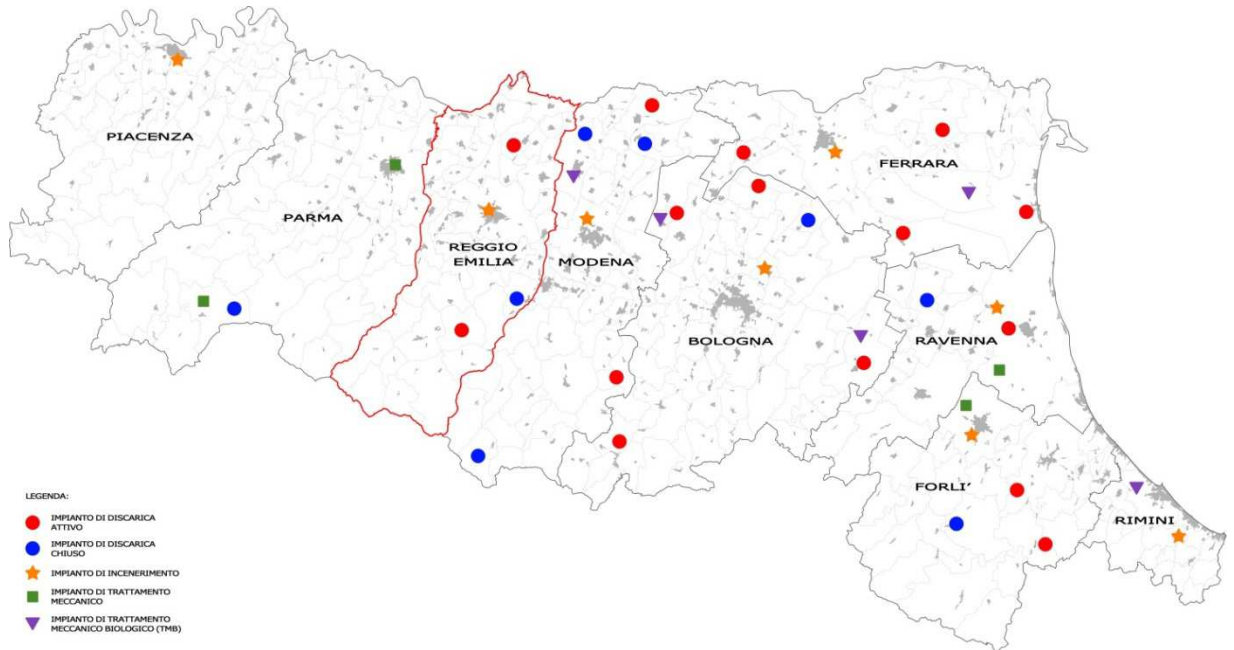 PIACENZA
PARMA
REGGIO
EMILIA
MODENA
BOLOGNA
FERRARA
RAVENNA
FORLI'
RIMINI
LEGENDA:
IMPIANTO DI DISCARICA
ATTIVO
IMPIANTO DI DISCARICA
CHIUSO
IMPIANTO DI INCENERIMENTO
IMPIANTO DI TRATTAMENTO
MECCANICO
IMPIANTO DI TRATTAMENTO
MECCANICO BIOLOGICO (TMB)